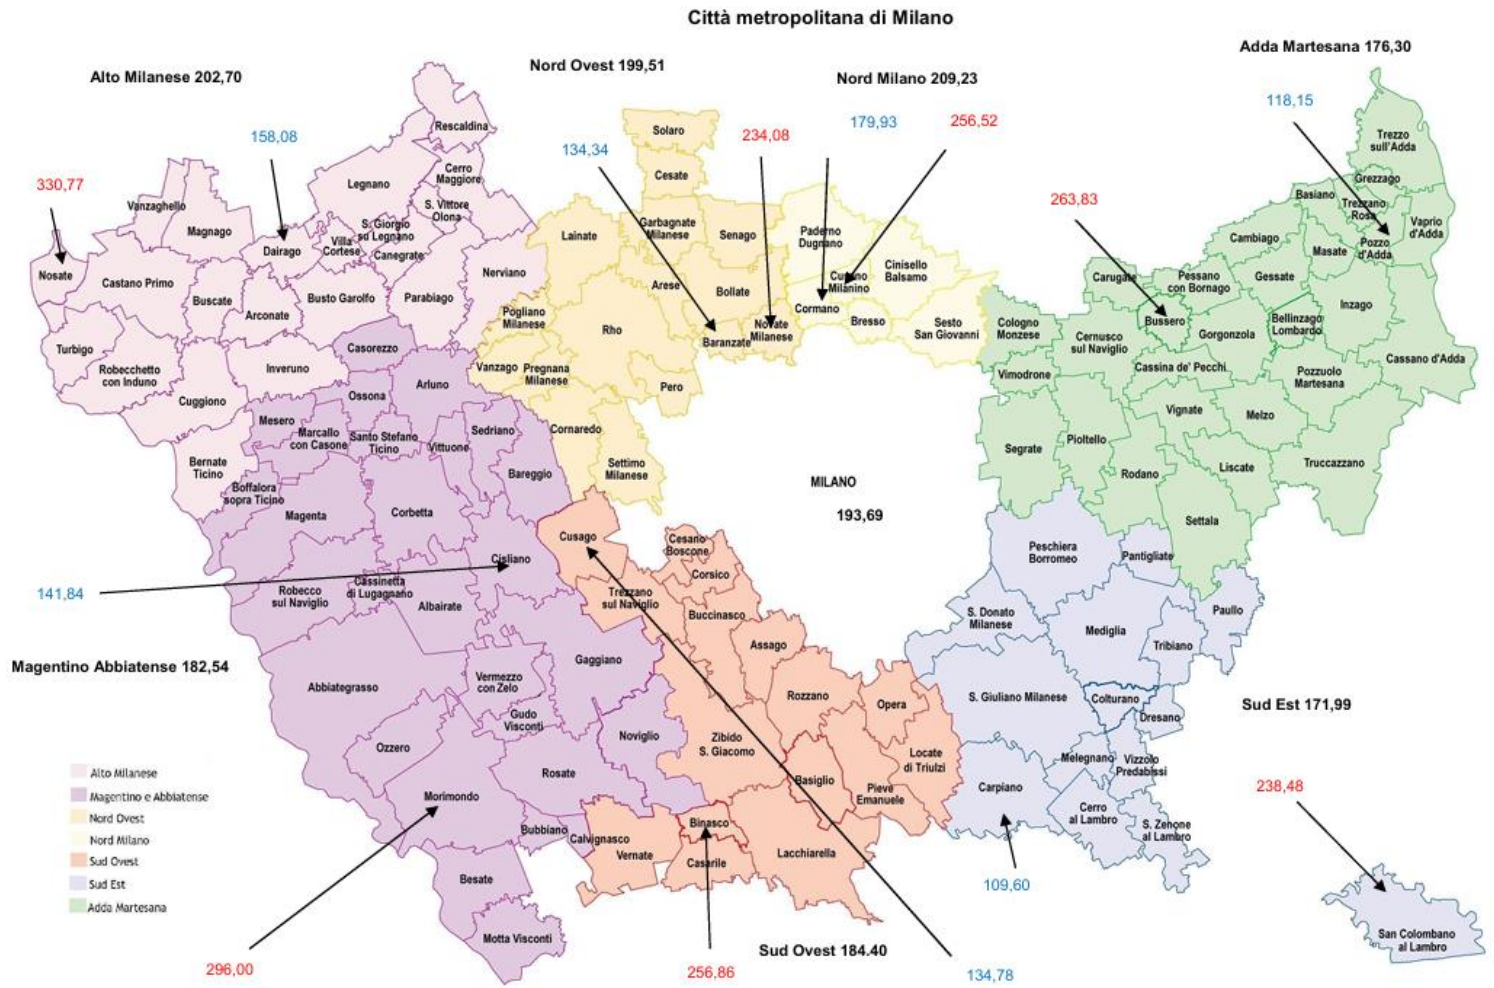 Città metropolitana di Milano
Alto Milanese 202,70
Nord Ovest 199,51
Nord Milano 209,23
Adda Martesana 176,30
330,77
158,08
134,34
234,08
179,93
256,52
263,83
118,15
Rescaldina
Legnano
Cerro
Maggiore
S. Vittore
Olona
S. Giorgio
su Legnano
Villa
Cortese
Canegrate
Vanzaghello
Magnago
Dairago
Nosate
Castano Primo
Buscate
Arconate
Busto Garolfo
Parabiago
Nerviano
Turbigo
Robecchetto
con Induno
Cuggiono
Inveruno
Bernate
Ticino
Solaro
Cesate
Garbagnate
Milanese
Lainate
Senago
Arese
Bollate
Pogliano
Milanese
Rho
Baranzate
Novate
Milanese
Vanzago
Pregnana
Milanese
Pero
Cornaredo
Settimo
Milanese
Paderno
Dugnano
Cusano
Milanino
Cinisello
Balsamo
Cormano
Bresso
Sesto
San Giovanni
Trezzo
sull'Adda
Grezzago
Basiano
Trezzano
Rosa
Vaprio
d'Adda
Pozzo
d'Adda
Cambiago
Masate
Carugate
Pessano
con Bornago
Gessate
Inzago
Bussero
Bellinzago
Lombardo
Gorgonzola
Cologno
Monzese
Cernusco
sul Naviglio
Cassina de' Pecchi
Cassano d'Adda
Vimodrone
Pozzuolo
Martesana
Vignate
Melzo
Segrate
Pioltello
Rodano
Liscate
Truccazzano
Settala
Casorezzo
Arluno
Ossona
Mesero
Marcallo
con Casone
Santo Stefano
Ticino
Vittuone
Sedriano
Bareggio
Boffalora
sopra Ticino
Magenta
Corbetta
Cisliano
Robecco
sul Naviglio
Cassinetta
di Lugagnano
Albairate
141,84
Magentino Abbiatense 182,54
Abbiategrasso
Vermezzo
con Zelo
Gaggiano
Gudo
Visconti
Ozzero
Noviglio
Rosate
Morimondo
Bubbiano
Calvignasco
Besate
Motta Visconti
296,00
MILANO
193,69
Cusago
Cesano
Boscone
Corsico
Trezzano
sul Naviglio
Buccinasco
Assago
Rozzano
Opera
Zibido
S. Giacomo
Locate
di Triulzi
Basiglio
Pieve
Emanuele
Binasco
Vernate
Casarile
Lacchiarella
Sud Ovest 184.40
256,86
134,78
Peschiera
Borromeo
Pantigliate
S. Donato
Milanese
Mediglia
Paullo
Tribiano
S. Giuliano Milanese
Colturano
Dresano
Melegnano
Vizzolo
Predabissi
Carpiano
Cerro
al Lambro
S. Zenone
al Lambro
109,60
Sud Est 171,99
238,48
San Colombano
al Lambro
Alto Milanese
Magentino e Abbiatense
Nord Ovest
Nord Milano
Sud Ovest
Sud Est
Adda Martesana